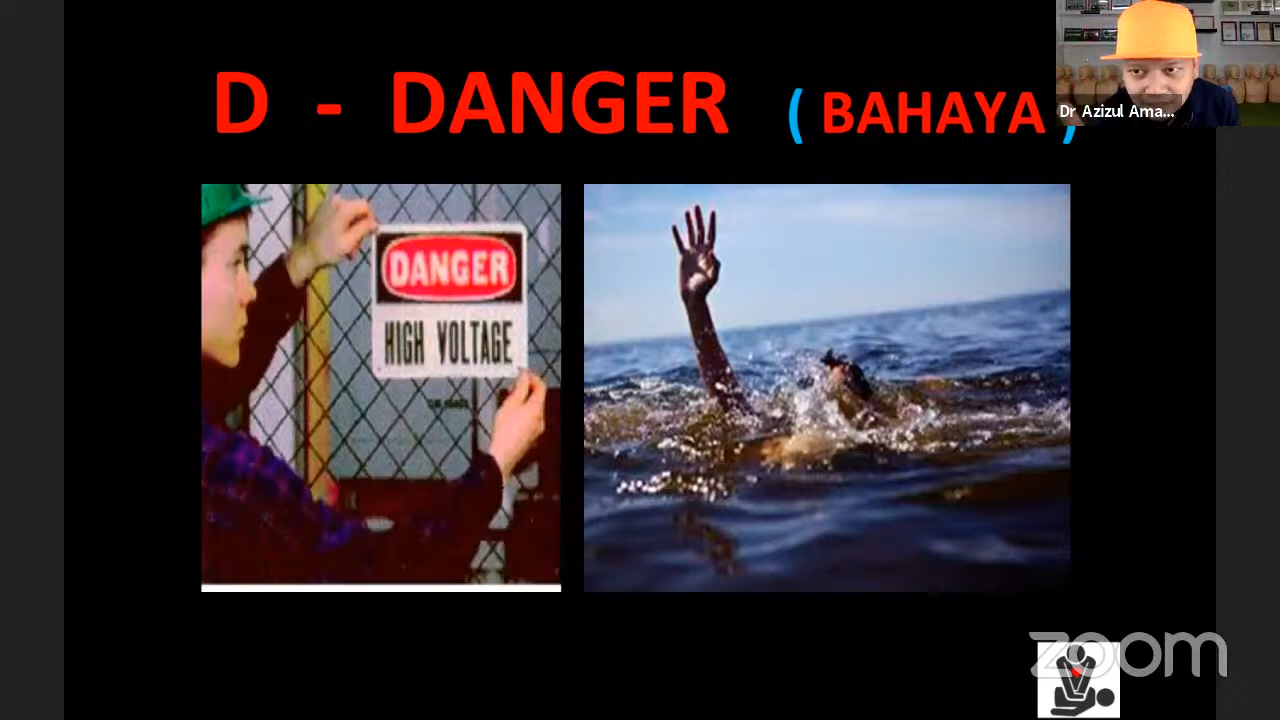 D - DANGER ( BAHAYA )
Dr Azizul Ama...
DANGER
HIGH VOLTAGE
zoom